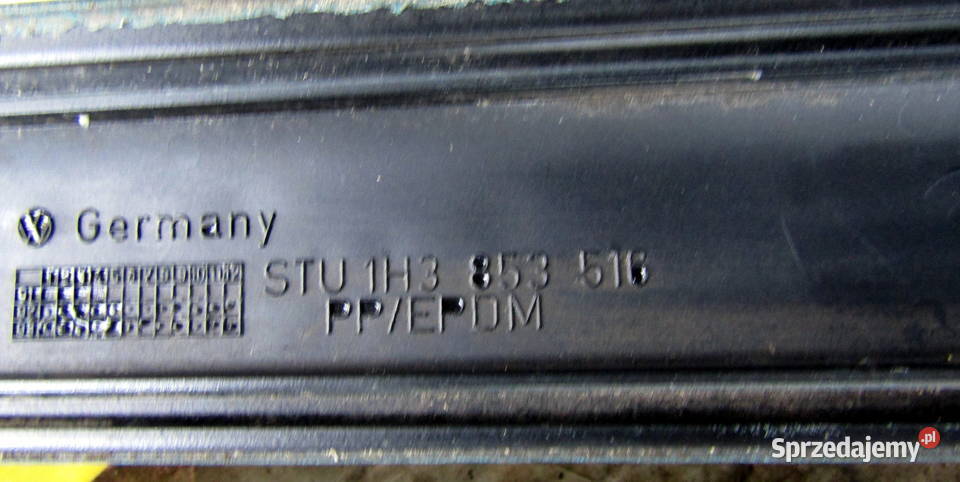 Germany
STU 1H3 853 516
PP/EPDM
Sprzedajemy.pl